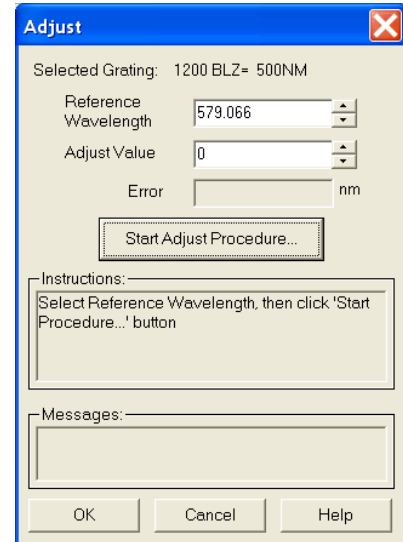 Adjust
Selected Grating: 1200 BLZ= 500NM
Reference
Wavelength
579.066
Adjust Value
0
Error
nm
Start Adjust Procedure...
Instructions:
Select Reference Wavelength, then click 'Start
Procedure...' button
Messages:
OK
Cancel
Help